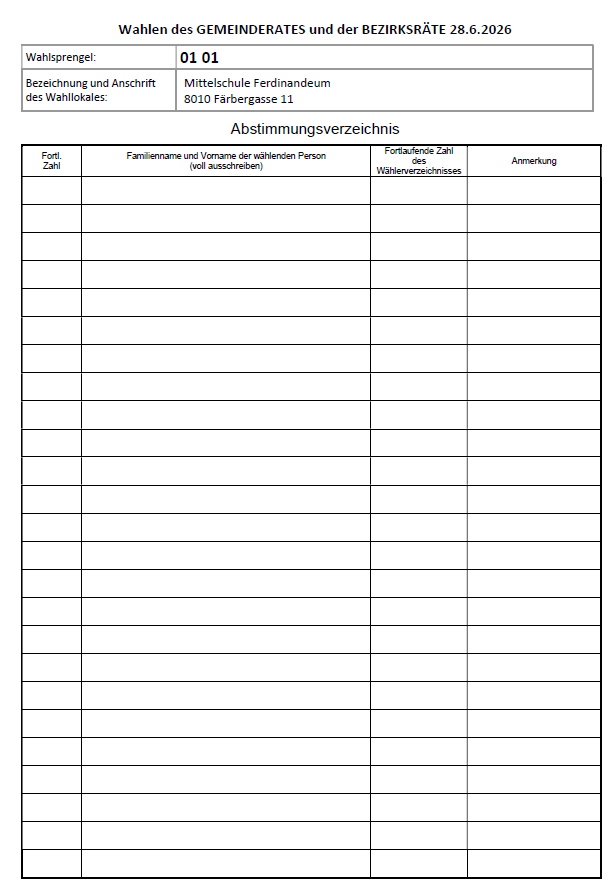 Wahlen des GEMEINDERATES und der BEZIRKSRÄTE 28.6.2026
Wahlsprengel:
01 01
Bezeichnung und Anschrift
des Wahllokales:
Mittelschule Ferdinandeum
8010 Färbergasse 11
Abstimmungsverzeichnis
Fortl.
Zahl
Familienname und Vorname der wählenden Person
(voll ausschreiben)
Fortlaufende Zahl
des
Wählerverzeichnisses
Anmerkung